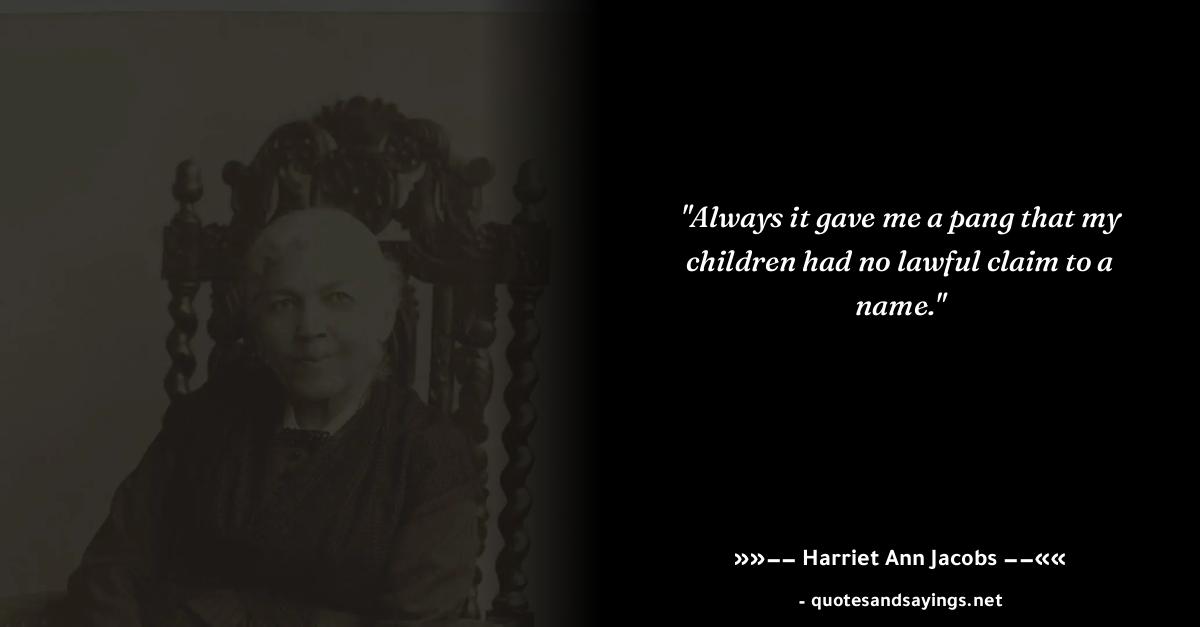 "Always it gave me a pang that my
children had no lawful claim to a
name."
»»–– Harriet Ann Jacobs ––««
- quotesandsayings.net